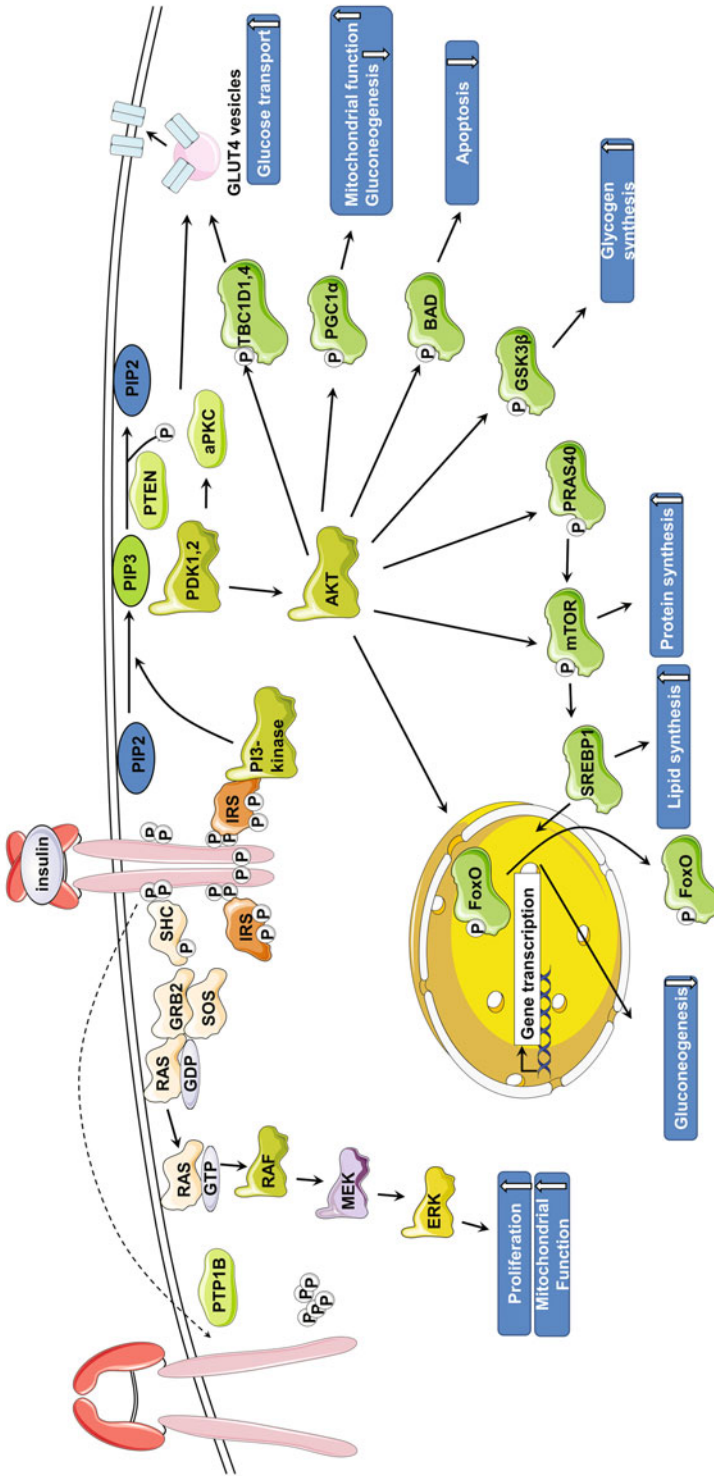 insulin
PIP2
PIP3
PIP2
PTEN
P
P
P
P
P
SHC
P
GRB2
SOS
RAS
GDP
RAS
GTP
RAF
MEK
ERK
PTP1B
P
P
P
P
P
P
P
P
P
P
P
P
IRS
P
P
IRS
P
P
PI3-
kinase
PDK1,2
aPKC
AKT
GLUT4 vesicles
Glucose transport
P
TBC1D1,4
P
PGC1α
Mitochondrial function
Gluconeogenesis
P
BAD
Apoptosis
P
GSK3β
Glycogen
synthesis
PRAS40
P
mTOR
P
Protein synthesis
SREBP1
Lipid synthesis
FoxO
P
Gene transcription
FoxO
P
Gluconeogenesis
Proliferation
Mitochondrial
Function